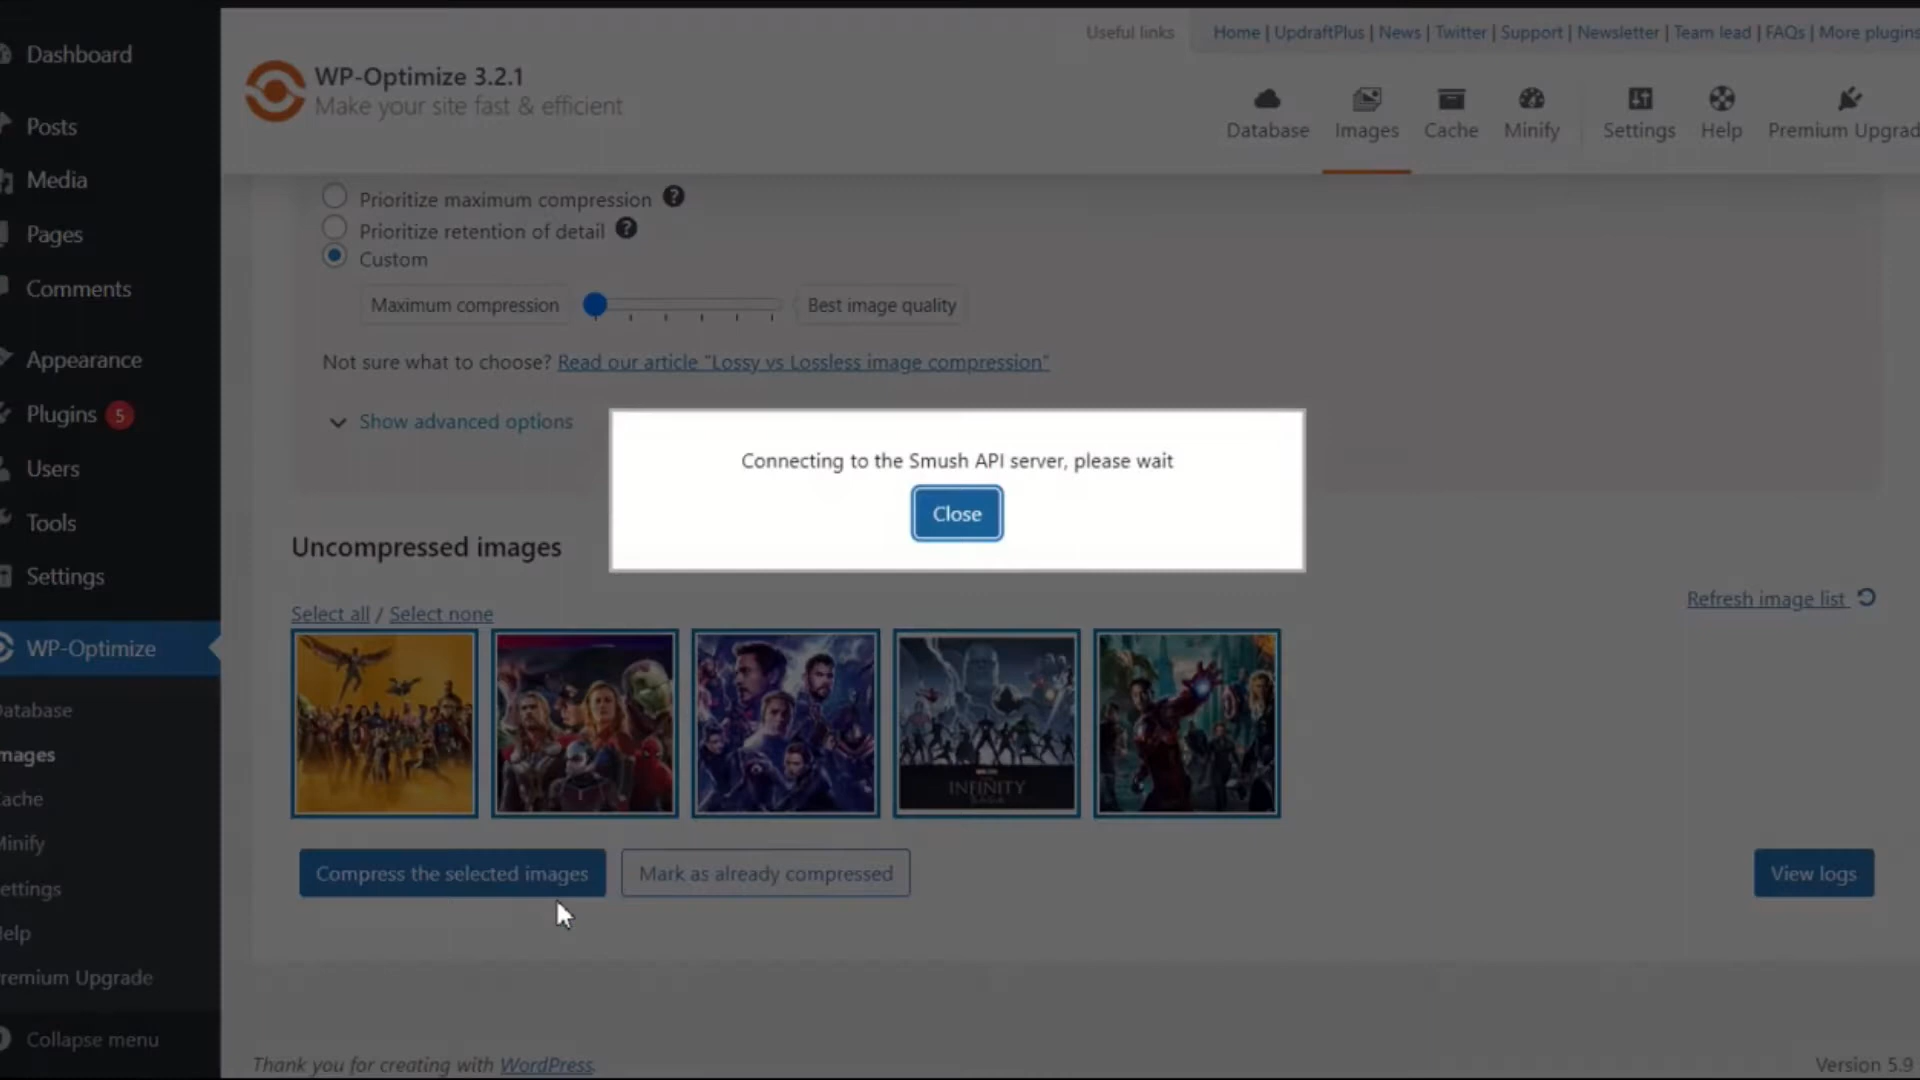 Useful links Home | UpdraftPlus | News | Twitter | Support | Newsletter | Team lead | FAQs | More plugins
WP-Optimize 3.2.1
Make your site fast & efficient
Database Images Cache Minify Settings Help Premium Upgrad
Dashboard
Posts
Media
Pages
Comments
Appearance
Plugins 5
Users
Tools
Settings
WP-Optimize
atabase
mages
ache
inify
ettings
elp
remium Upgrade
Collapse menu
Prioritize maximum compression ?
Prioritize retention of detail ?
Custom
Maximum compression Best image quality
Not sure what to choose? Read our article "Lossy vs Lossless image compression"
Show advanced options
Connecting to the Smush API server, please wait
Close
Uncompressed images
Refresh image list
Select all / Select none
INFINITY
SAGA
Compress the selected images Mark as already compressed View logs
Thank you for creating with WordPress. Version 5.9